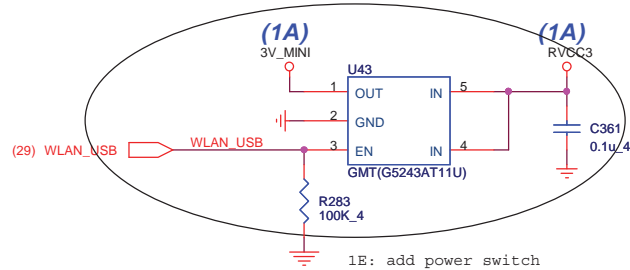 (1A)
(1A)
3V_MINI
RVCC3
U43
1 OUT IN 5
2 GND
3 EN IN 4
GMT(G5243AT11U)
(29) WLAN_USB
WLAN_USB
C361
0.1u_4
R283
100K_4
1E: add power switch